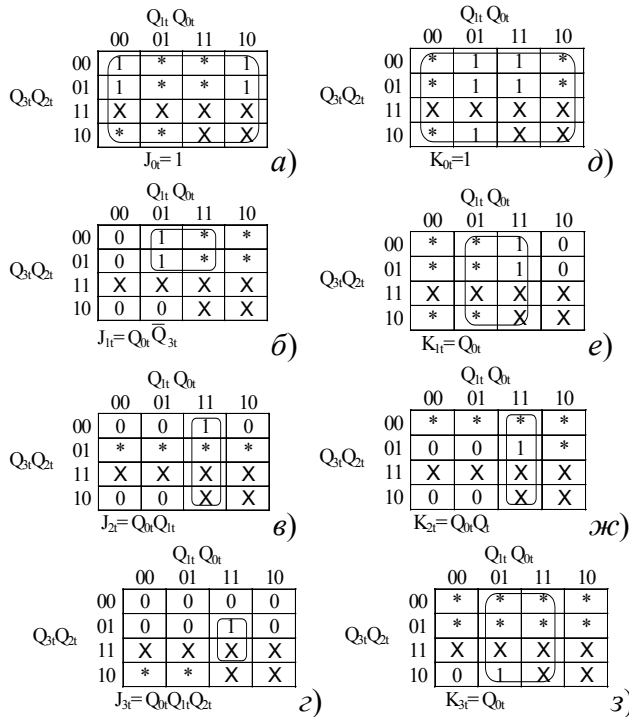 Q1t Q0t
00 01 11 10
00 1 * * 1
01 1 * * 1
Q3tQ2t
11 X X X X
10 * * X X
J0t= 1
а)
Q1t Q0t
00 01 11 10
00 * 1 1 *
01 * 1 1 *
Q3tQ2t
11 X X X X
10 * 1 X X
K0t=1
д)
Q1t Q0t
00 01 11 10
00 0 1 * *
01 0 1 * *
Q3tQ2t
11 X X X X
10 0 0 X X
J1t= Q0t Q̅3t
б)
Q1t Q0t
00 01 11 10
00 * * 1 0
01 * * 1 0
Q3tQ2t
11 X X X X
10 * * X X
K1t= Q0t
е)
Q1t Q0t
00 01 11 10
00 0 0 1 0
01 * * * *
Q3tQ2t
11 X X X X
10 0 0 X X
J2t= Q0tQ1t
в)
Q1t Q0t
00 01 11 10
00 * * * *
01 0 0 1 *
Q3tQ2t
11 X X X X
10 0 0 X X
K2t= Q0tQt
ж)
Q1t Q0t
00 01 11 10
00 0 0 0 0
01 0 0 1 0
Q3tQ2t
11 X X X X
10 * * X X
J3t= Q0tQ1tQ2t
г)
Q1t Q0t
00 01 11 10
00 * * * *
01 * * * *
Q3tQ2t
11 X X X X
10 0 1 X X
K3t= Q0t
з)